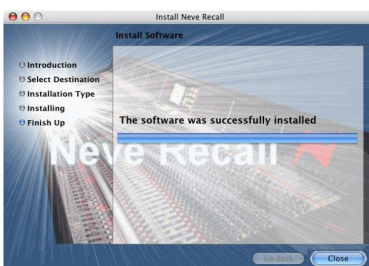 Install Neve Recall
Install Software
Introduction
Select Destination
Installation Type
Installing
Finish Up
The software was successfully installed
Neve Recall
Go Back
Close